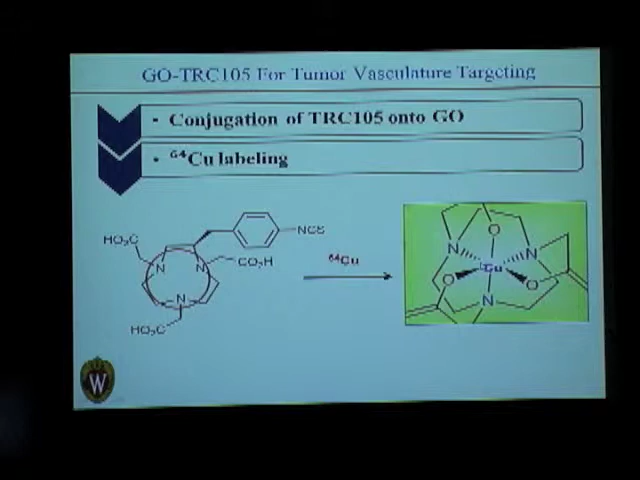 GO-TRC105 For Tumor Vasculature Targeting
• Conjugation of TRC105 onto GO
• ⁶⁴Cu labeling
HO₂C
NCS
N
N
CO₂H
N
HO₂C
⁶⁴Cu
O
N
N
Cu
O
O
N
W